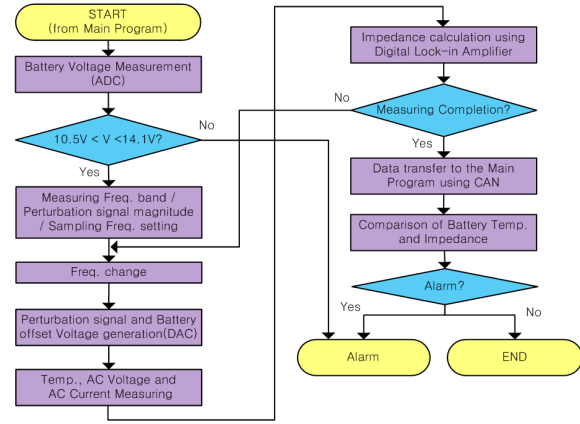 START
(from Main Program)
Battery Voltage Measurement
(ADC)
10.5V < V <14.1V?
No
Yes
Measuring Freq. band /
Perturbation signal magnitude
/ Sampling Freq. setting
Freq. change
Perturbation signal and Battery
offset Voltage generation(DAC)
Temp., AC Voltage and
AC Current Measuring
Impedance calculation using
Digital Lock-in Amplifier
No
Measuring Completion?
Yes
Data transfer to the Main
Program using CAN
Comparison of Battery Temp.
and Impedance
Alarm?
Yes
No
Alarm
END